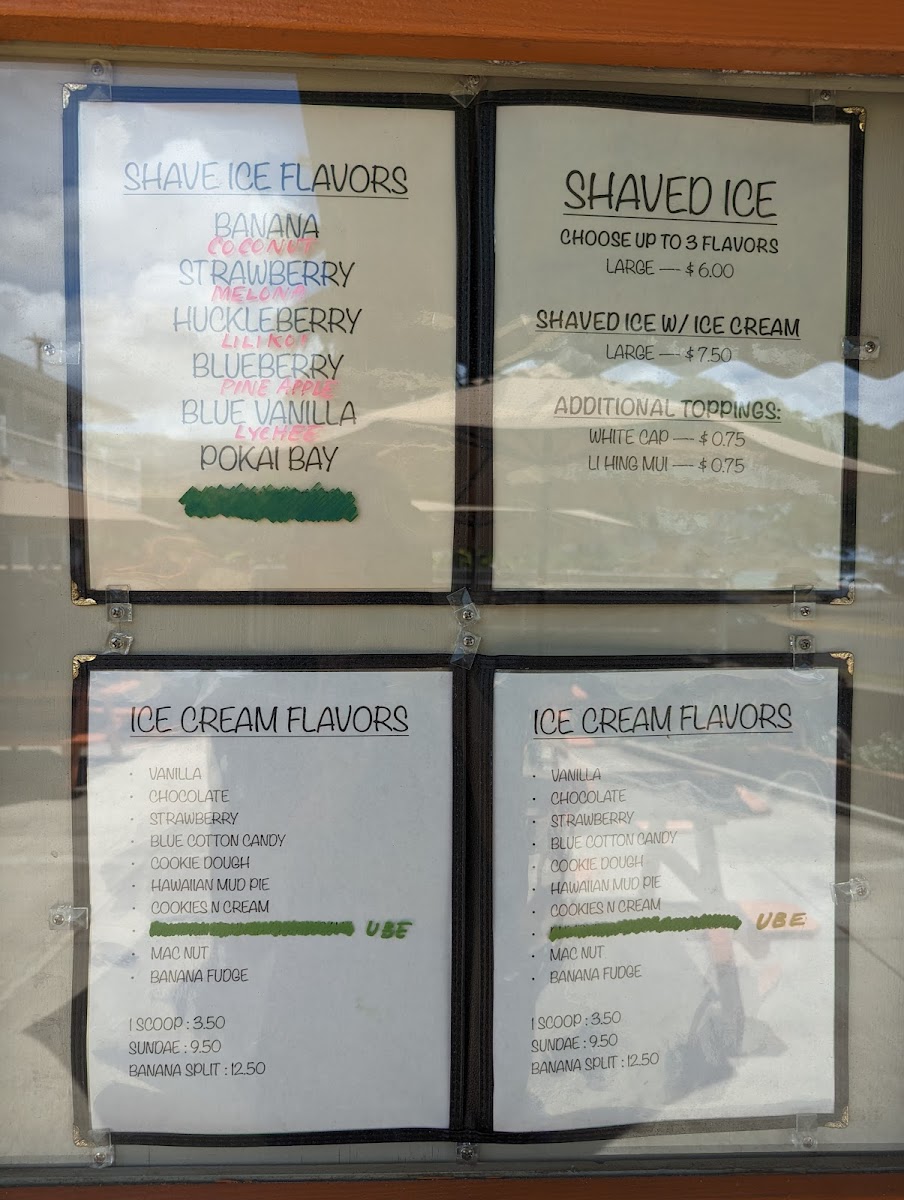 SHAVE ICE FLAVORS
BANANA
COCONUT
STRAWBERRY
MELONA
HUCKLEBERRY
LILIKOI
BLUEBERRY
PINE APPLE
BLUE VANILLA
LYCHEE
POKAI BAY
SHAVED ICE
CHOOSE UP TO 3 FLAVORS
LARGE — $6.00
SHAVED ICE W/ ICE CREAM
LARGE — $7.50
ADDITIONAL TOPPINGS:
WHITE CAP — $0.75
LI HING MUI — $0.75
ICE CREAM FLAVORS
• VANILLA
• CHOCOLATE
• STRAWBERRY
• BLUE COTTON CANDY
• COOKIE DOUGH
• HAWAIIAN MUD PIE
• COOKIES N CREAM
• UBE
• MAC NUT
• BANANA FUDGE
1 SCOOP : 3.50
SUNDAE : 9.50
BANANA SPLIT : 12.50
ICE CREAM FLAVORS
• VANILLA
• CHOCOLATE
• STRAWBERRY
• BLUE COTTON CANDY
• COOKIE DOUGH
• HAWAIIAN MUD PIE
• COOKIES N CREAM
• UBE
• MAC NUT
• BANANA FUDGE
1 SCOOP : 3.50
SUNDAE : 9.50
BANANA SPLIT : 12.50